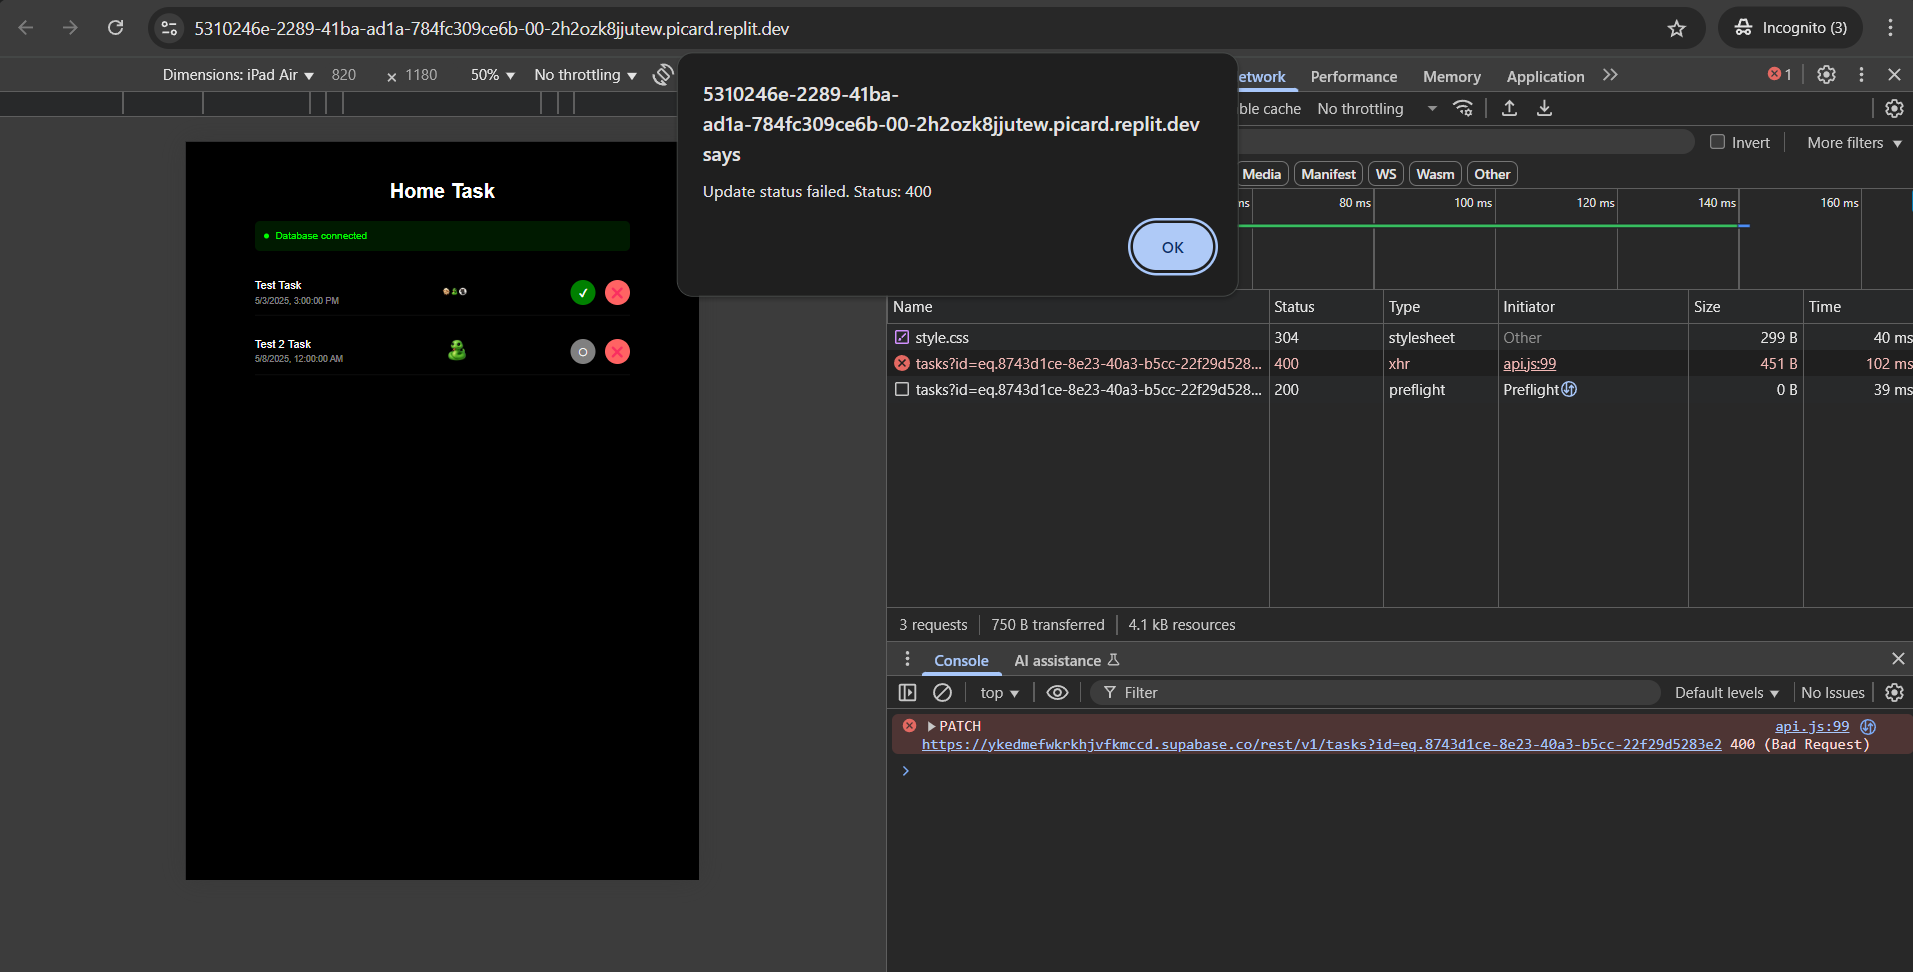 5310246e-2289-41ba-ad1a-784fc309ce6b-00-2h2ozk8jjutew.picard.replit.dev
Incognito (3)
Dimensions: iPad Air ▼ 820 × 1180 50% ▼ No throttling ▼
5310246e-2289-41ba-
ad1a-784fc309ce6b-00-2h2ozk8jjutew.picard.replit.dev
says
Update status failed. Status: 400
OK
Home Task
Database connected
Test Task
5/3/2025, 3:00:00 PM
Test 2 Task
5/8/2025, 12:00:00 AM
etwork Performance Memory Application 1
ble cache No throttling
Invert More filters
Media Manifest WS Wasm Other
ms 80 ms 100 ms 120 ms 140 ms 160 ms
Name Status Type Initiator Size Time
style.css 304 stylesheet Other 299 B 40 ms
tasks?id=eq.8743d1ce-8e23-40a3-b5cc-22f29d528... 400 xhr api.js:99 451 B 102 ms
tasks?id=eq.8743d1ce-8e23-40a3-b5cc-22f29d528... 200 preflight Preflight 0 B 39 ms
3 requests 750 B transferred 4.1 kB resources
Console AI assistance
top ▼ Filter Default levels ▼ No Issues
PATCH api.js:99
https://ykedmefwkrkhjvfkmccd.supabase.co/rest/v1/tasks?id=eq.8743d1ce-8e23-40a3-b5cc-22f29d5283e2 400 (Bad Request)